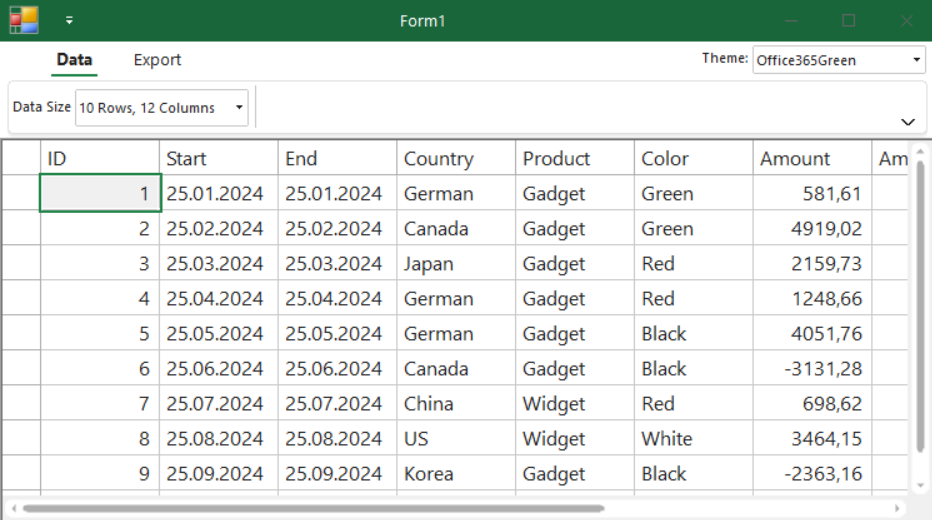 Form1
Data Export Theme: Office365Green
Data Size 10 Rows, 12 Columns
ID Start End Country Product Color Amount Am
1 25.01.2024 25.01.2024 German Gadget Green 581,61
2 25.02.2024 25.02.2024 Canada Gadget Green 4919,02
3 25.03.2024 25.03.2024 Japan Gadget Red 2159,73
4 25.04.2024 25.04.2024 German Gadget Red 1248,66
5 25.05.2024 25.05.2024 German Gadget Black 4051,76
6 25.06.2024 25.06.2024 Canada Gadget Black -3131,28
7 25.07.2024 25.07.2024 China Widget Red 698,62
8 25.08.2024 25.08.2024 US Widget White 3464,15
9 25.09.2024 25.09.2024 Korea Gadget Black -2363,16